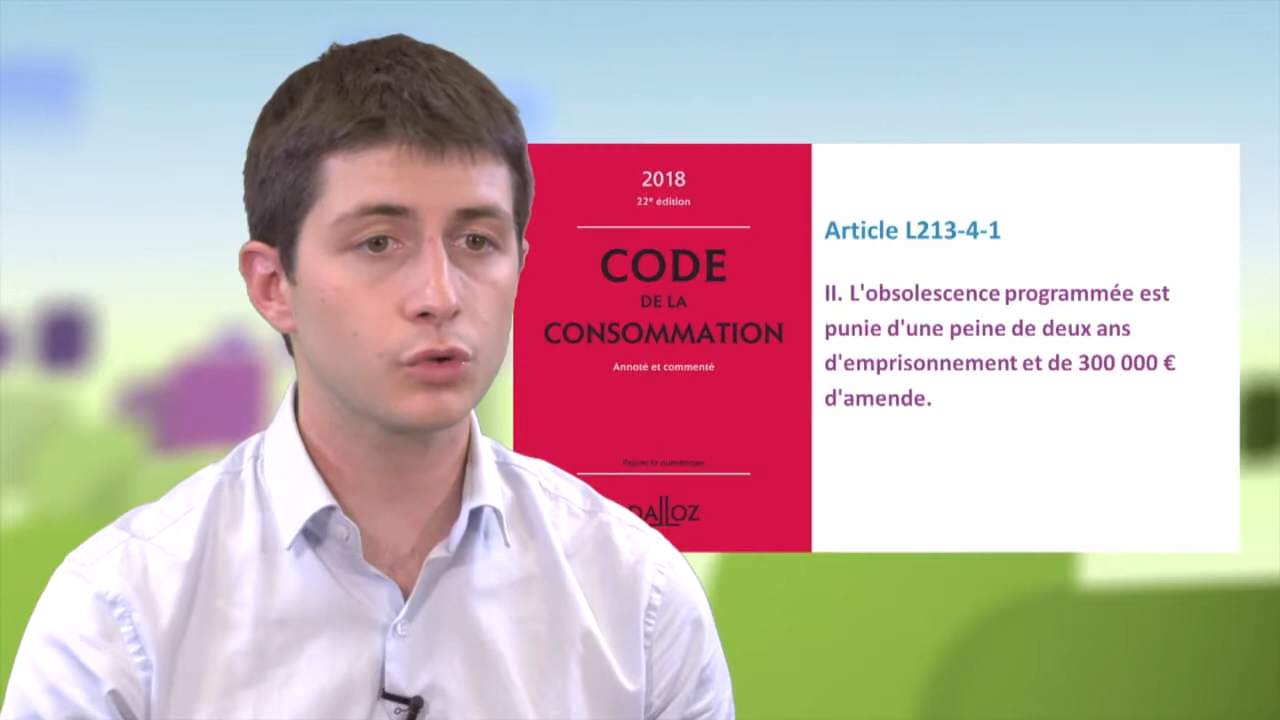 2018
22e édition
CODE
DE LA
CONSOMMATION
Annoté et commenté
DALLOZ
Article L213-4-1
II. L'obsolescence programmée est
punie d'une peine de deux ans
d'emprisonnement et de 300 000 €
d'amende.